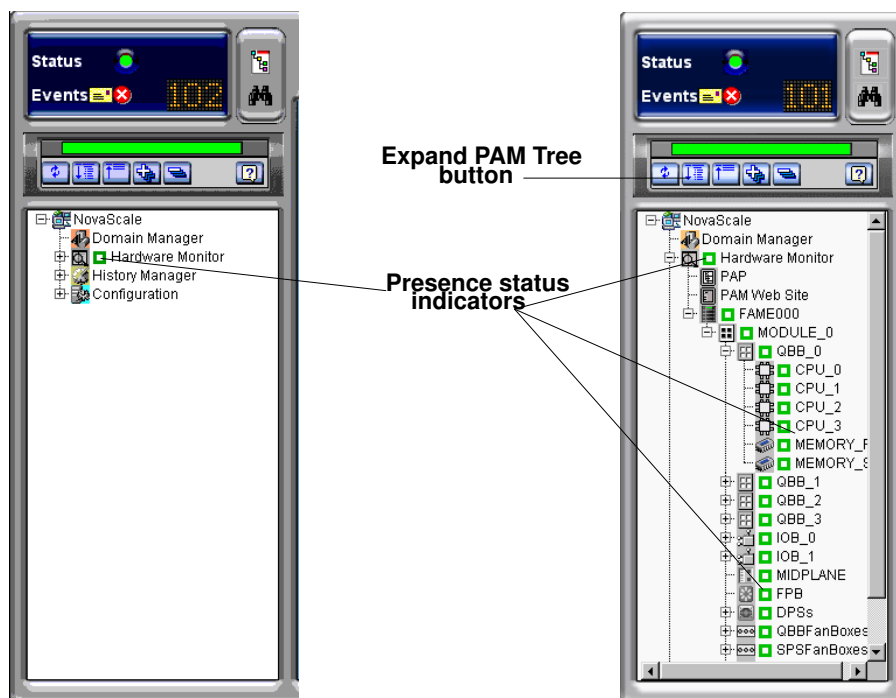 Status
Events
102
NovaScale
Domain Manager
Hardware Monitor
History Manager
Configuration
Expand PAM Tree
button
Presence status
indicators
Status
Events
101
NovaScale
Domain Manager
Hardware Monitor
PAP
PAM Web Site
FAME000
MODULE_0
QBB_0
CPU_0
CPU_1
CPU_2
CPU_3
MEMORY_
MEMORY_
QBB_1
QBB_2
QBB_3
IOB_0
IOB_1
MIDPLANE
FPB
DPSs
QBBFanBoxes
SPSFanBoxes